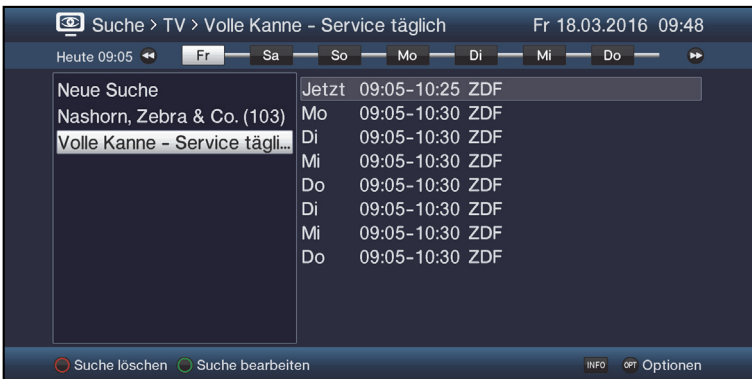 Suche > TV > Volle Kanne - Service täglich Fr 18.03.2016 09:48
Heute 09:05 Fr Sa So Mo Di Mi Do
Neue Suche
Nashorn, Zebra & Co. (103)
Volle Kanne - Service tägli...
Jetzt 09:05-10:25 ZDF
Mo 09:05-10:30 ZDF
Di 09:05-10:30 ZDF
Mi 09:05-10:30 ZDF
Do 09:05-10:30 ZDF
Di 09:05-10:30 ZDF
Mi 09:05-10:30 ZDF
Do 09:05-10:30 ZDF
Suche löschen Suche bearbeiten INFO OPT Optionen